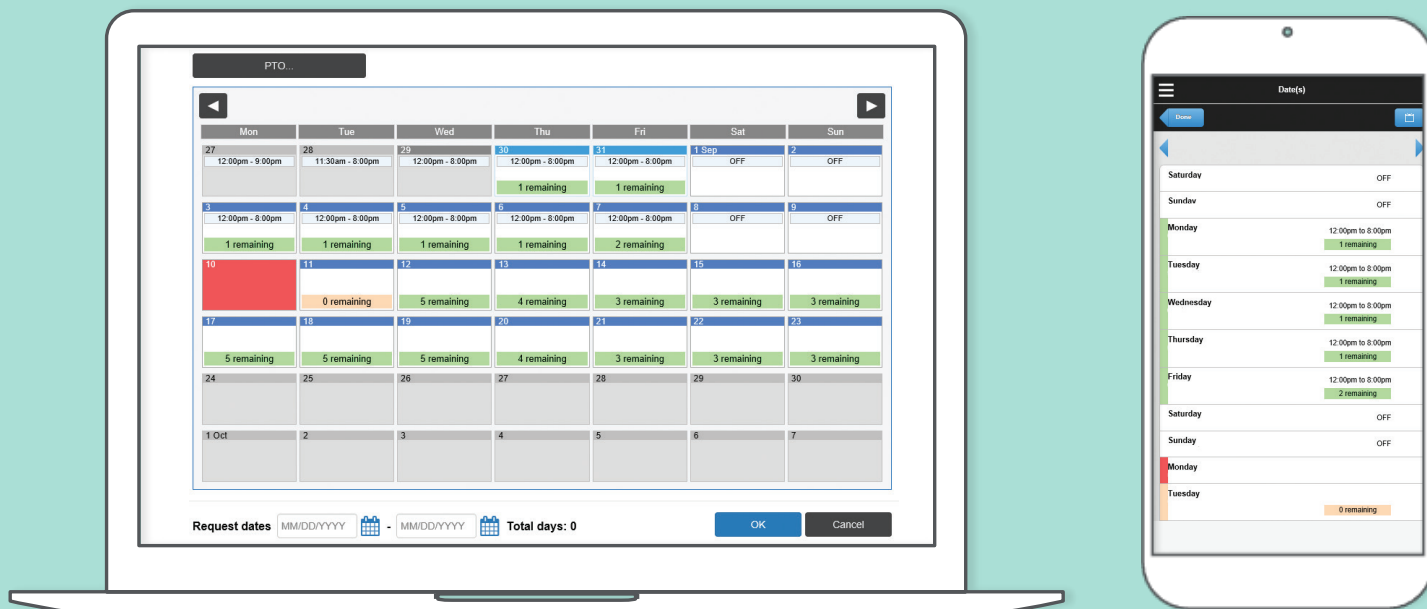 PTO...
Mon Tue Wed Thu Fri Sat Sun
27 28 29 30 31 1 Sep 2
12:00pm - 9:00pm 11:30am - 8:00pm 12:00pm - 8:00pm 12:00pm - 8:00pm 12:00pm - 8:00pm OFF OFF
1 remaining 1 remaining
3 4 5 6 7 8 9
12:00pm - 8:00pm 12:00pm - 8:00pm 12:00pm - 8:00pm 12:00pm - 8:00pm 12:00pm - 8:00pm OFF OFF
1 remaining 1 remaining 1 remaining 1 remaining 2 remaining
10 11 12 13 14 15 16
0 remaining 5 remaining 4 remaining 3 remaining 3 remaining 3 remaining
17 18 19 20 21 22 23
5 remaining 5 remaining 5 remaining 4 remaining 3 remaining 3 remaining 3 remaining
24 25 26 27 28 29 30
1 Oct 2 3 4 5 6 7
Request dates MM/DD/YYYY - MM/DD/YYYY Total days: 0 OK Cancel
Date(s)
Done
Saturday OFF
Sunday OFF
Monday 12:00pm to 8:00pm
1 remaining
Tuesday 12:00pm to 8:00pm
1 remaining
Wednesday 12:00pm to 8:00pm
1 remaining
Thursday 12:00pm to 8:00pm
1 remaining
Friday 12:00pm to 8:00pm
2 remaining
Saturday OFF
Sunday OFF
Monday
Tuesday
0 remaining